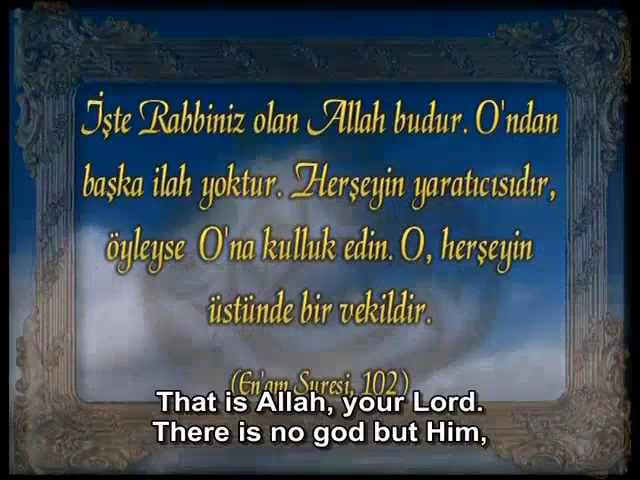 İşte Rabbiniz olan Allah budur. O'ndan
başka ilah yoktur. Herşeyin yaratıcısıdır,
öyleyse O'na kulluk edin. O, herşeyin
üstünde bir vekildir.
(En'am Suresi, 102)
That is Allah, your Lord.
There is no god but Him,